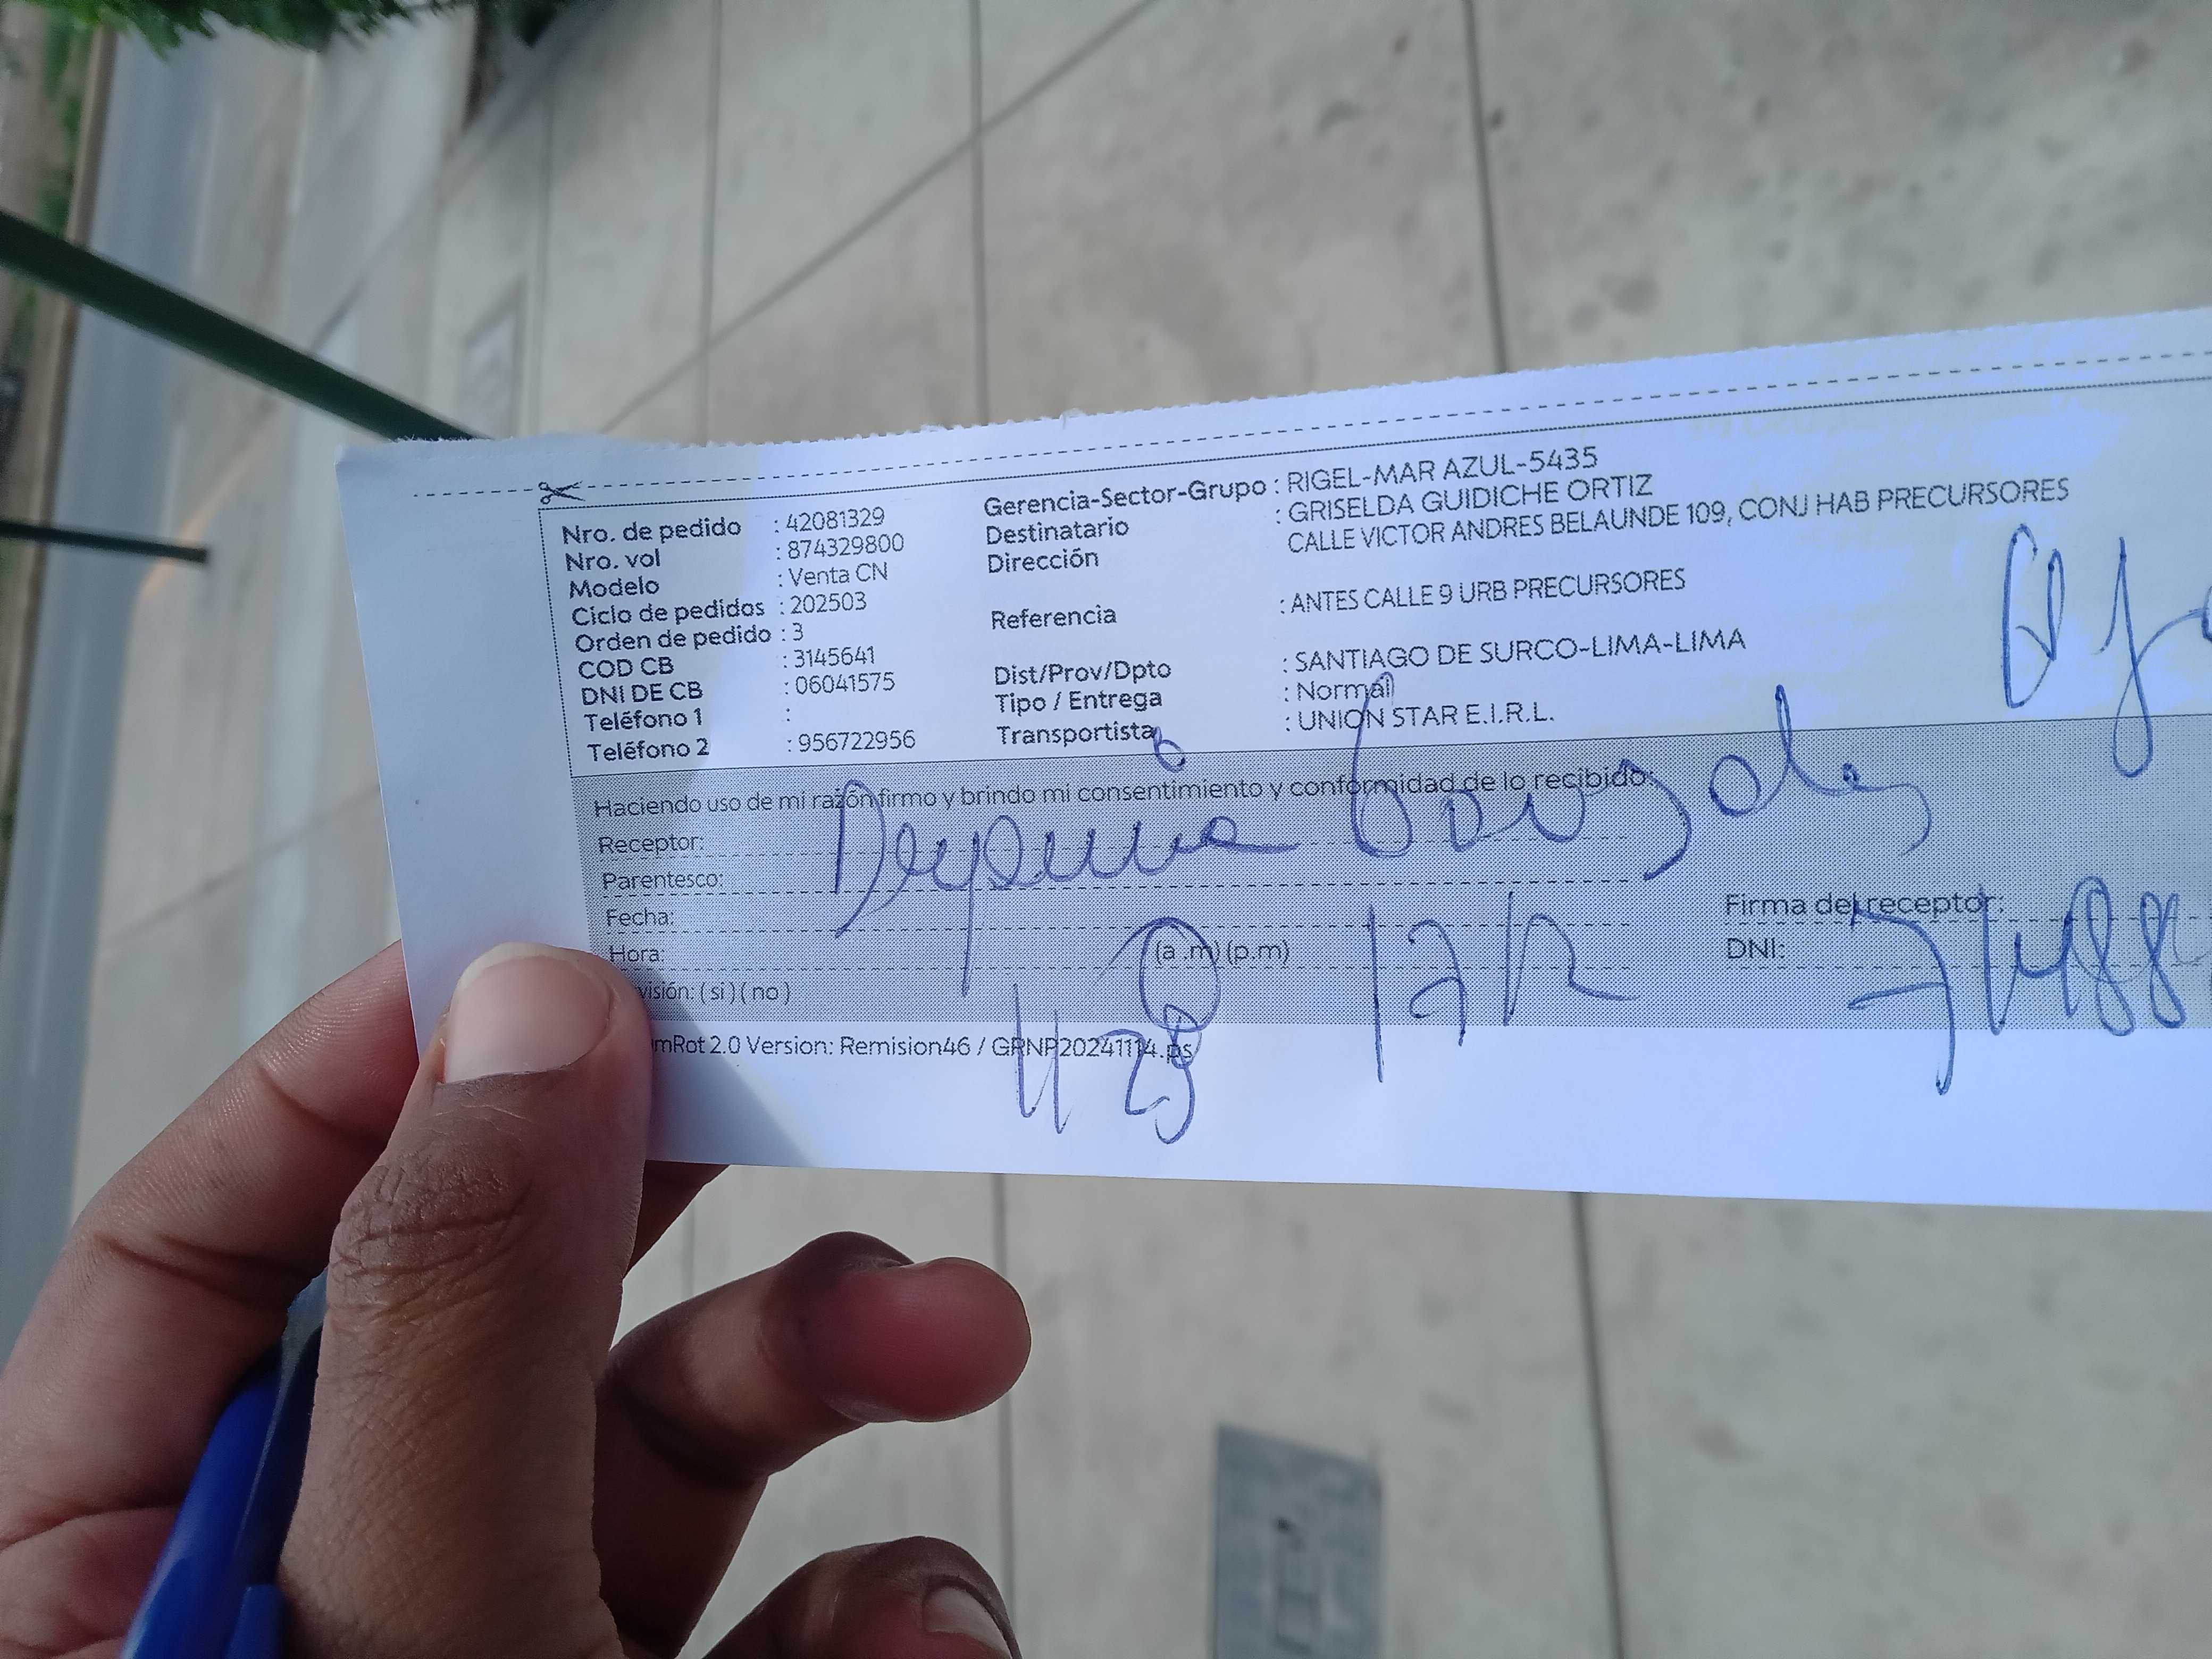 Nro. de pedido : 42081329
Nro. vol : 874329800
Modelo : Venta CN
Ciclo de pedidos : 202503
Orden de pedido : 3
COD CB : 3145641
DNI DE CB : 06041575
Teléfono 1 :
Teléfono 2 : 956722956
Gerencia-Sector-Grupo : RIGEL-MAR AZUL-5435
Destinatario : GRISELDA GUIDICHE ORTIZ
Dirección : CALLE VICTOR ANDRES BELAUNDE 109, CONJ HAB PRECURSORES
Referencia : ANTES CALLE 9 URB PRECURSORES
Dist/Prov/Dpto : SANTIAGO DE SURCO-LIMA-LIMA
Tipo / Entrega : Normal
Transportista : UNION STAR E.I.R.L.
Haciendo uso de mi razón firmo y brindo mi consentimiento y conformidad de lo recibido:
Receptor:
Parentesco:
Fecha:
Hora: (a .m) (p.m)
visión: ( si ) ( no )
Firma del receptor:
DNI:
mRot 2.0 Version: Remision46 / GRNP20241114.ps